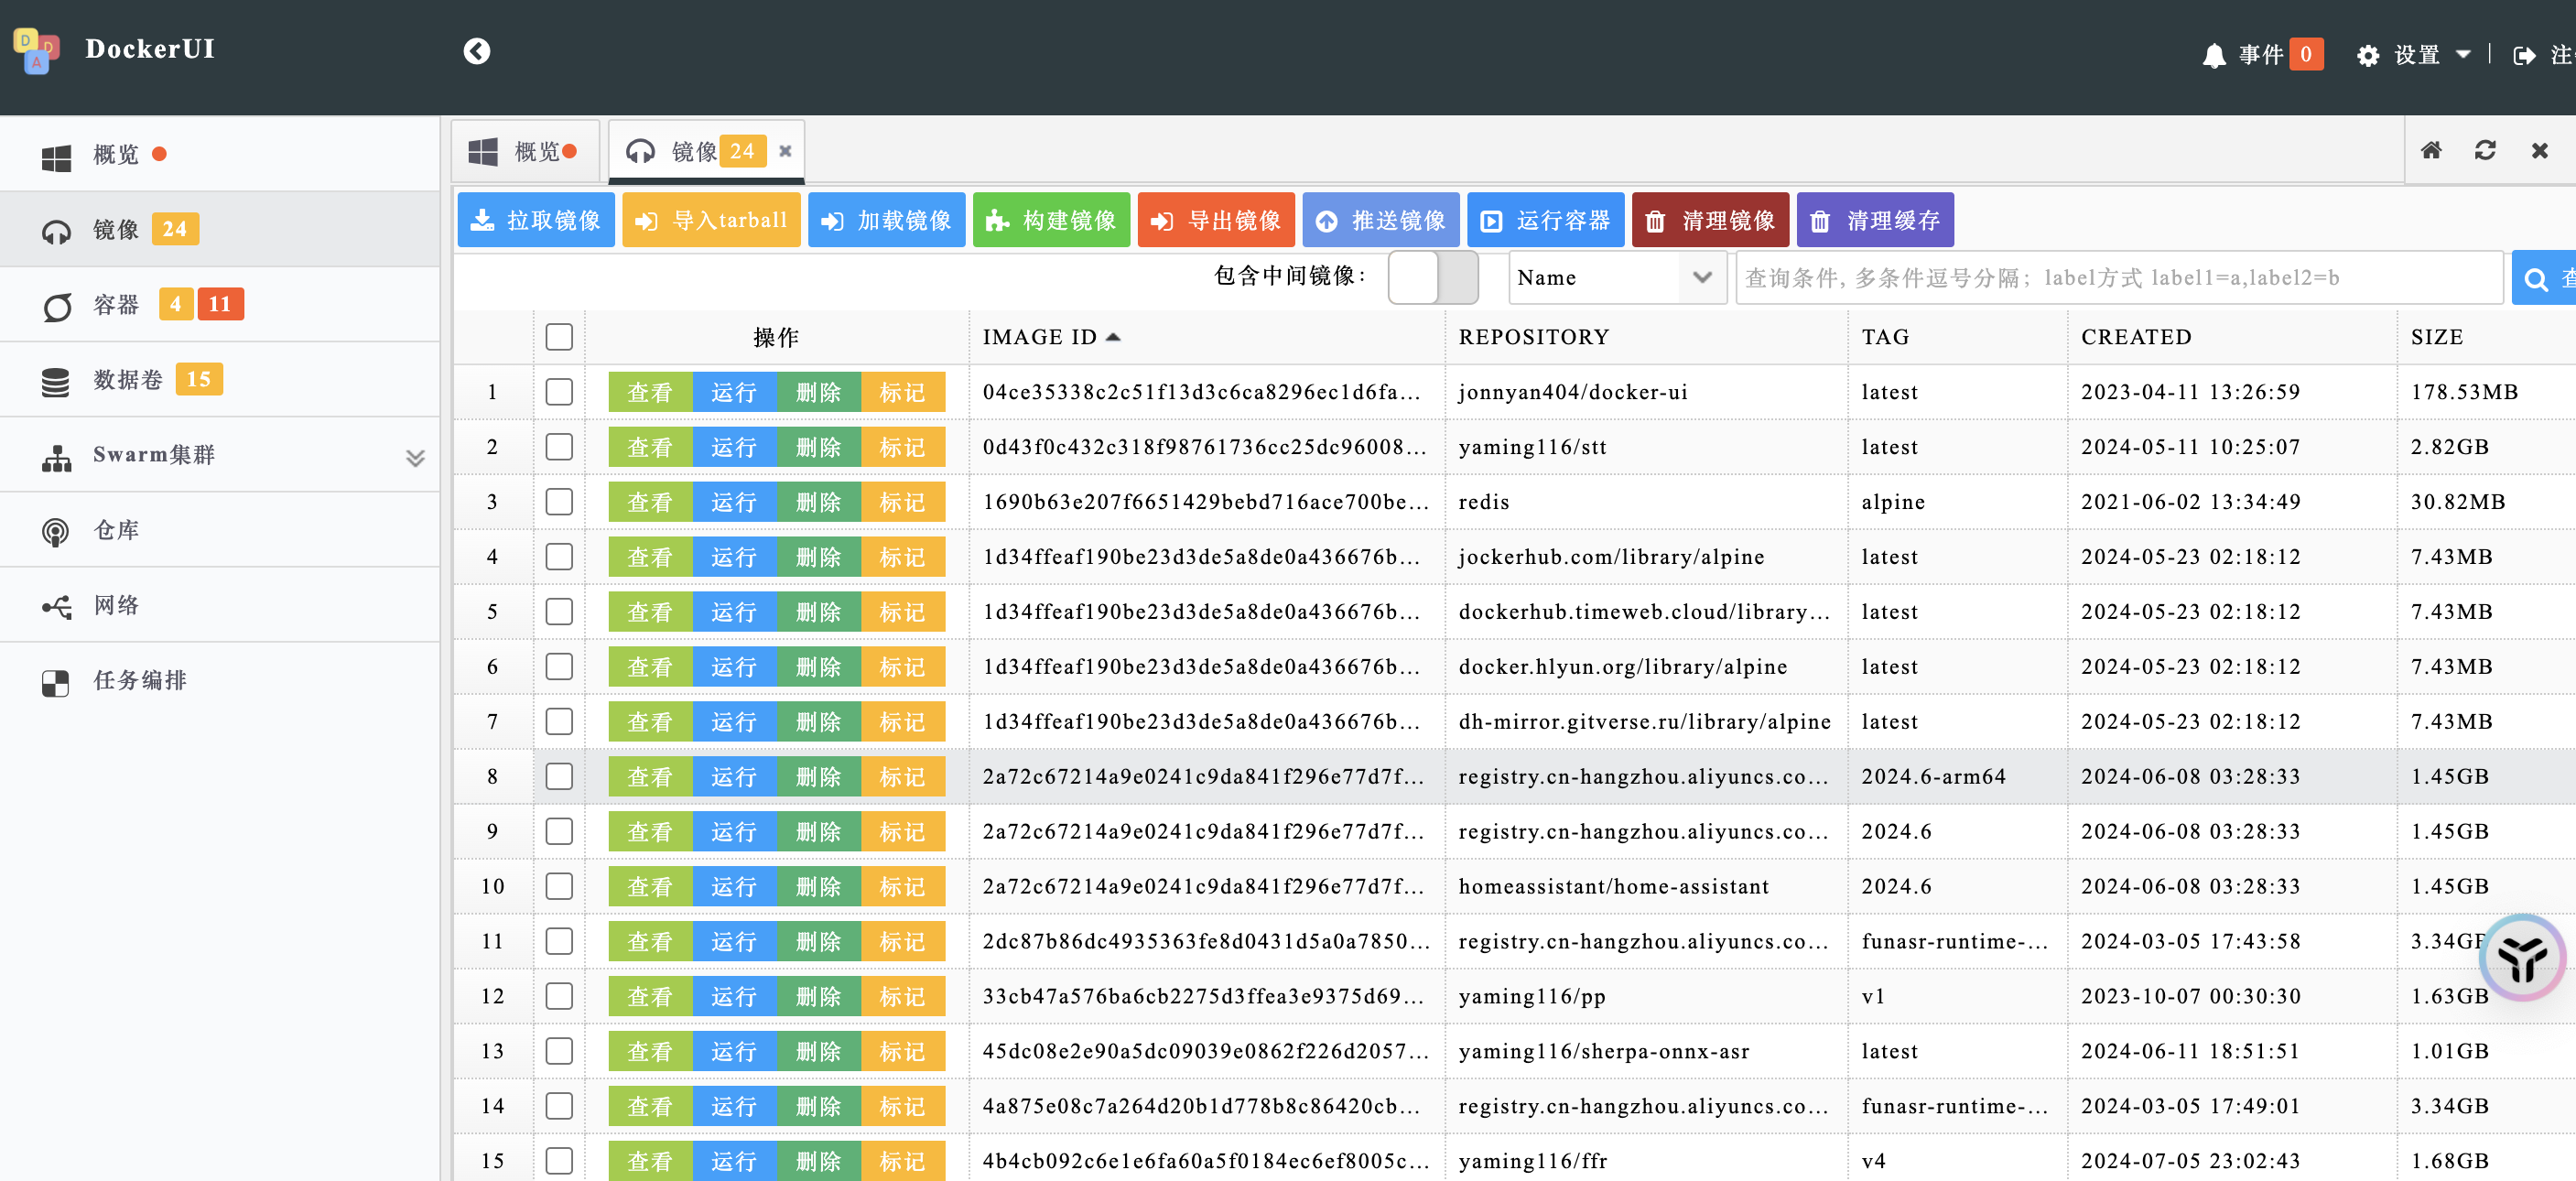 DockerUI
事件 0 设置 注
概览
镜像 24
容器 4 11
数据卷 15
Swarm集群
仓库
网络
任务编排
概览 镜像 24
拉取镜像 导入tarball 加载镜像 构建镜像 导出镜像 推送镜像 运行容器 清理镜像 清理缓存
包含中间镜像： Name 查询条件, 多条件逗号分隔；label方式 label1=a,label2=b
操作 IMAGE ID REPOSITORY TAG CREATED SIZE
1 查看 运行 删除 标记 04ce35338c2c51f13d3c6ca8296ec1d6fa... jonnyan404/docker-ui latest 2023-04-11 13:26:59 178.53MB
2 查看 运行 删除 标记 0d43f0c432c318f98761736cc25dc96008... yaming116/stt latest 2024-05-11 10:25:07 2.82GB
3 查看 运行 删除 标记 1690b63e207f6651429bebd716ace700be... redis alpine 2021-06-02 13:34:49 30.82MB
4 查看 运行 删除 标记 1d34ffeaf190be23d3de5a8de0a436676b... jockerhub.com/library/alpine latest 2024-05-23 02:18:12 7.43MB
5 查看 运行 删除 标记 1d34ffeaf190be23d3de5a8de0a436676b... dockerhub.timeweb.cloud/library... latest 2024-05-23 02:18:12 7.43MB
6 查看 运行 删除 标记 1d34ffeaf190be23d3de5a8de0a436676b... docker.hlyun.org/library/alpine latest 2024-05-23 02:18:12 7.43MB
7 查看 运行 删除 标记 1d34ffeaf190be23d3de5a8de0a436676b... dh-mirror.gitverse.ru/library/alpine latest 2024-05-23 02:18:12 7.43MB
8 查看 运行 删除 标记 2a72c67214a9e0241c9da841f296e77d7f... registry.cn-hangzhou.aliyuncs.co... 2024.6-arm64 2024-06-08 03:28:33 1.45GB
9 查看 运行 删除 标记 2a72c67214a9e0241c9da841f296e77d7f... registry.cn-hangzhou.aliyuncs.co... 2024.6 2024-06-08 03:28:33 1.45GB
10 查看 运行 删除 标记 2a72c67214a9e0241c9da841f296e77d7f... homeassistant/home-assistant 2024.6 2024-06-08 03:28:33 1.45GB
11 查看 运行 删除 标记 2dc87b86dc4935363fe8d0431d5a0a7850... registry.cn-hangzhou.aliyuncs.co... funasr-runtime-... 2024-03-05 17:43:58 3.34GB
12 查看 运行 删除 标记 33cb47a576ba6cb2275d3ffea3e9375d69... yaming116/pp v1 2023-10-07 00:30:30 1.63GB
13 查看 运行 删除 标记 45dc08e2e90a5dc09039e0862f226d2057... yaming116/sherpa-onnx-asr latest 2024-06-11 18:51:51 1.01GB
14 查看 运行 删除 标记 4a875e08c7a264d20b1d778b8c86420cb... registry.cn-hangzhou.aliyuncs.co... funasr-runtime-... 2024-03-05 17:49:01 3.34GB
15 查看 运行 删除 标记 4b4cb092c6e1e6fa60a5f0184ec6ef8005c... yaming116/ffr v4 2024-07-05 23:02:43 1.68GB